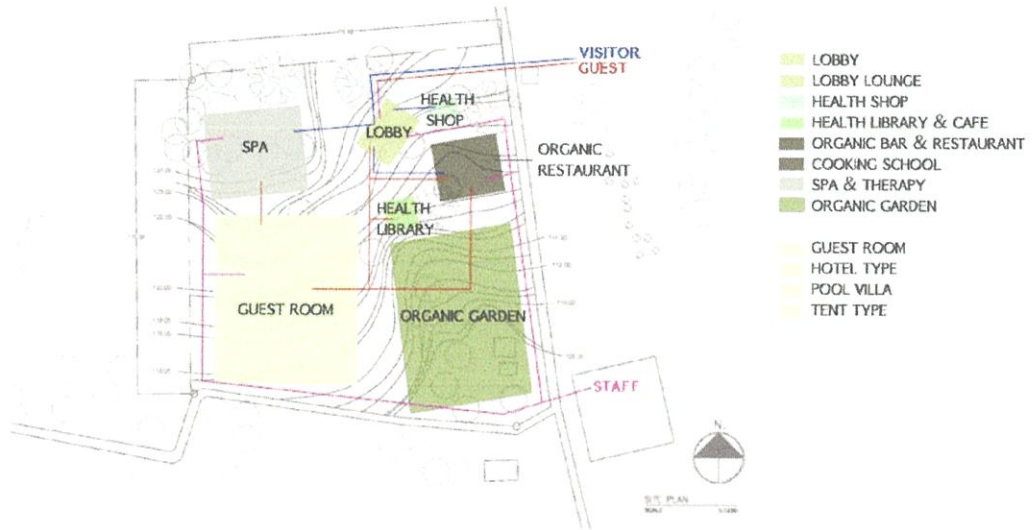 VISITOR
GUEST
HEALTH
SHOP
LOBBY
SPA
ORGANIC
RESTAURANT
HEALTH
LIBRARY
GUEST ROOM
ORGANIC GARDEN
STAFF
N
SITE PLAN
SCALE
LOBBY
LOBBY LOUNGE
HEALTH SHOP
HEALTH LIBRARY & CAFE
ORGANIC BAR & RESTAURANT
COOKING SCHOOL
SPA & THERAPY
ORGANIC GARDEN
GUEST ROOM
HOTEL TYPE
POOL VILLA
TENT TYPE